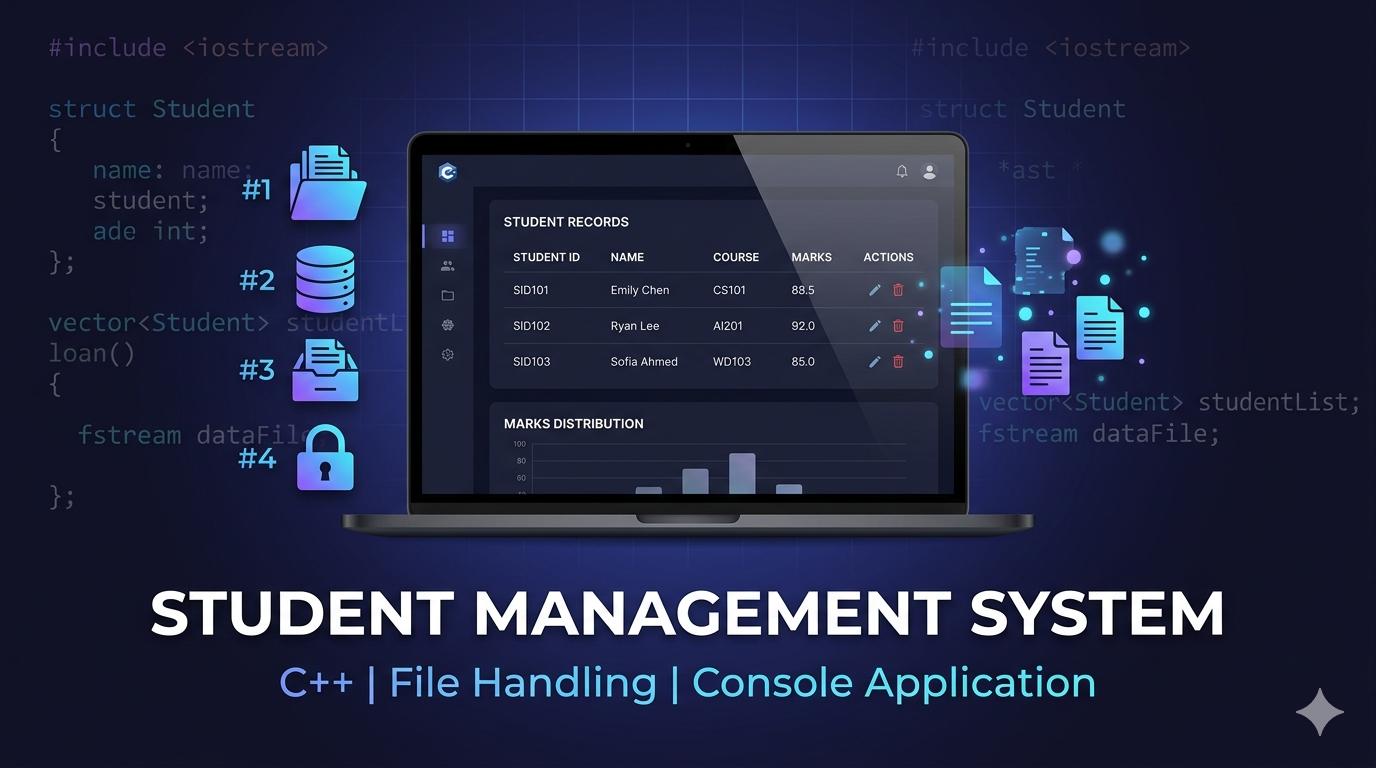 #include <iostream>
struct Student
{
name: name;
student;
ade int;
};
vector<Student> studentL
loan()
{
fstream dataFile
};
#1
#2
#3
#4
#include <iostream>
struct Student
*ast *
vector<Student> studentList;
fstream dataFile;
STUDENT RECORDS
STUDENT ID NAME COURSE MARKS ACTIONS
SID101 Emily Chen CS101 88.5
SID102 Ryan Lee AI201 92.0
SID103 Sofia Ahmed WD103 85.0
MARKS DISTRIBUTION
100
80
60
STUDENT MANAGEMENT SYSTEM
C++ | File Handling | Console Application